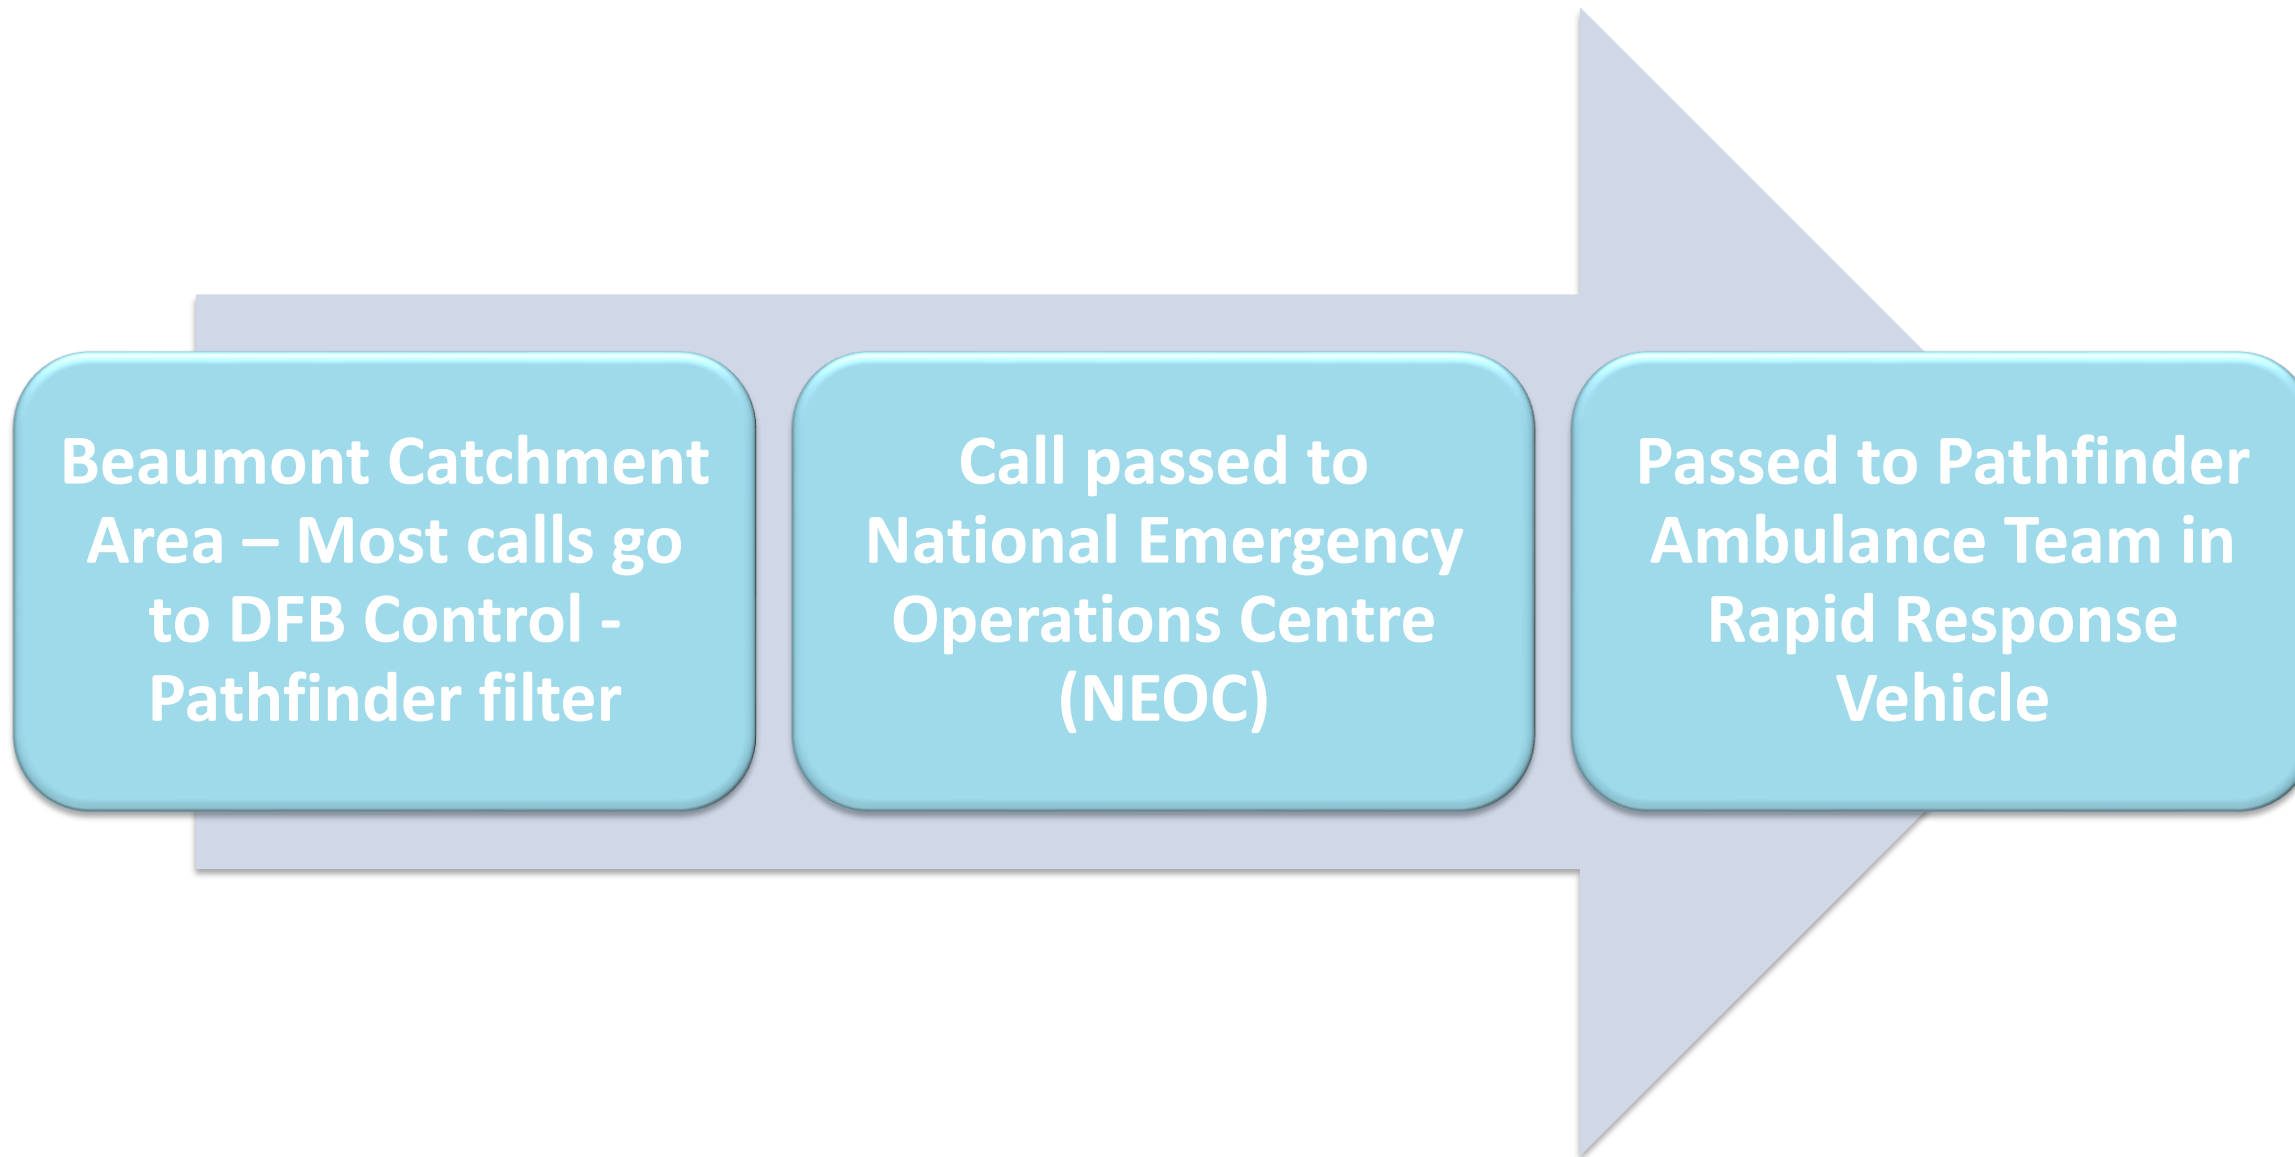 Beaumont Catchment
Area – Most calls go
to DFB Control -
Pathfinder filter
Call passed to
National Emergency
Operations Centre
(NEOC)
Passed to Pathfinder
Ambulance Team in
Rapid Response
Vehicle